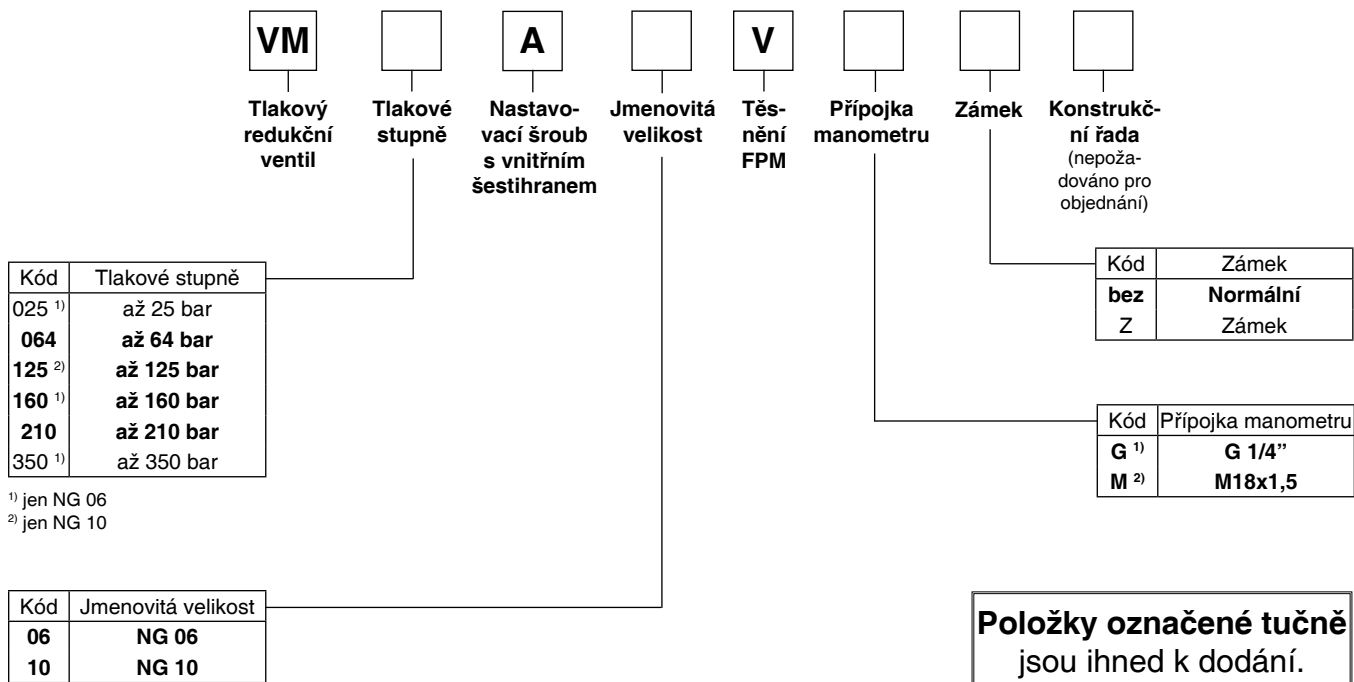 VM A V
Tlakový
redukční
ventil
Tlakové
stupně
Nastavo-
vací šroub
s vnitřním
šestihranem
Jmenovitá
velikost
Těs-
nění
FPM
Přípojka
manometru
Zámek
Konstrukč-
ní řada
(nepoža-
dováno pro
objednání)
Kód Tlakové stupně
025 1) až 25 bar
064 až 64 bar
125 2) až 125 bar
160 1) až 160 bar
210 až 210 bar
350 1) až 350 bar
1) jen NG 06
2) jen NG 10
Kód Zámek
bez Normální
Z Zámek
Kód Přípojka manometru
G 1) G 1/4”
M 2) M18x1,5
Kód Jmenovitá velikost
06 NG 06
10 NG 10
Položky označené tučně
jsou ihned k dodání.